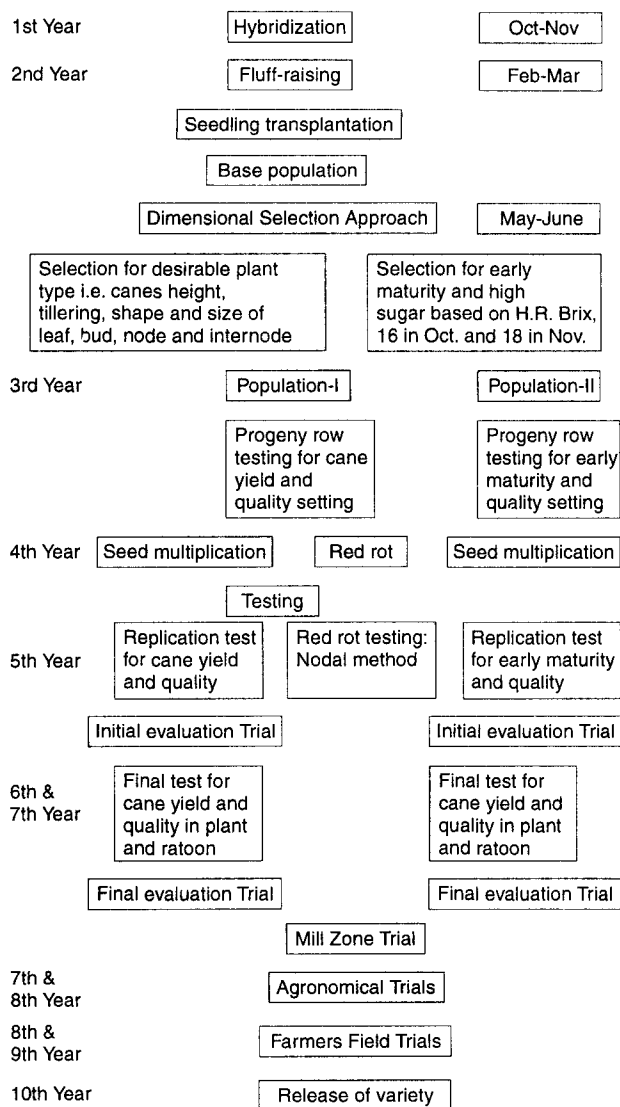 1st Year Hybridization Oct-Nov
2nd Year Fluff-raising Feb-Mar
Seedling transplantation
Base population
Dimensional Selection Approach May-June
Selection for desirable plant
type i.e. canes height,
tillering, shape and size of
leaf, bud, node and internode
Selection for early
maturity and high
sugar based on H.R. Brix,
16 in Oct. and 18 in Nov.
3rd Year Population-I Population-II
Progeny row
testing for cane
yield and
quality setting
Progeny row
testing for early
maturity and
quality setting
4th Year Seed multiplication Red rot Seed multiplication
Testing
5th Year
Replication test
for cane yield
and quality
Red rot testing:
Nodal method
Replication test
for early maturity
and quality
Initial evaluation Trial Initial evaluation Trial
6th &
7th Year
Final test for
cane yield and
quality in plant
and ratoon
Final test for
cane yield and
quality in plant
and ratoon
Final evaluation Trial Final evaluation Trial
Mill Zone Trial
7th &
8th Year
Agronomical Trials
8th &
9th Year
Farmers Field Trials
10th Year Release of variety